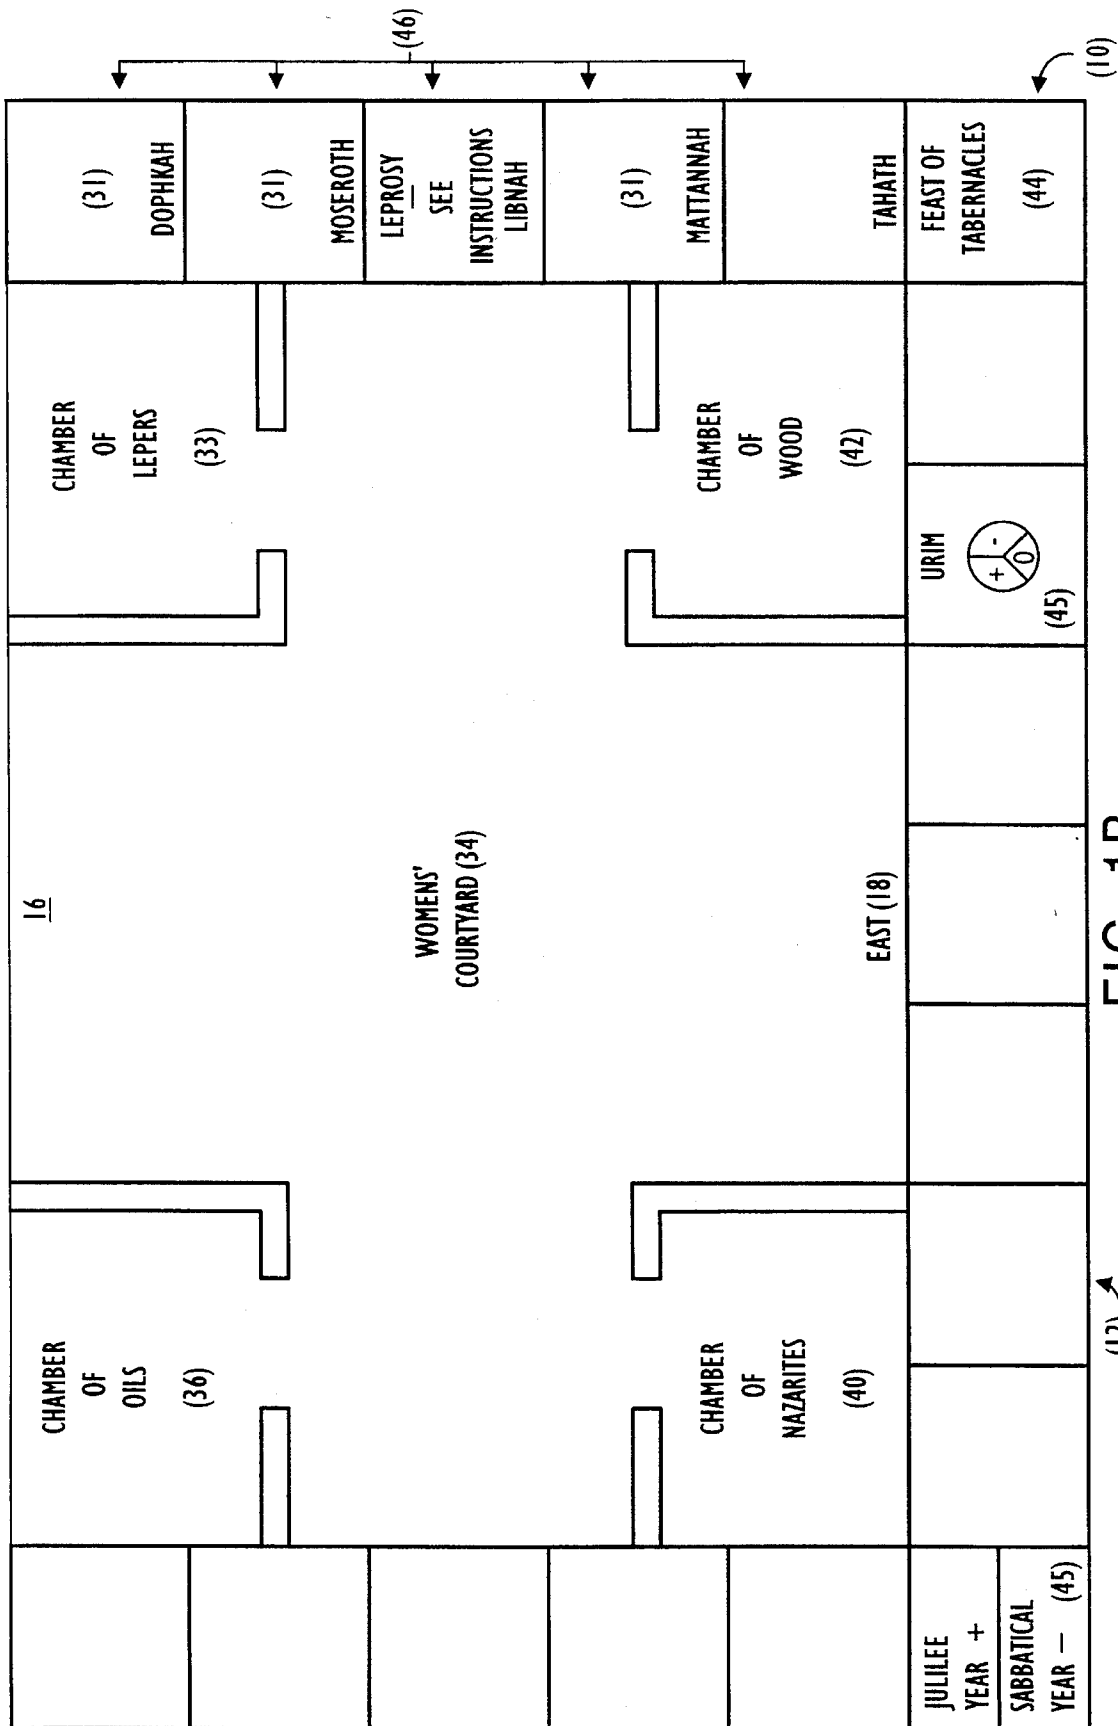 (46)
(10)
(31)
DOPHKAH
(31)
MOSEROTH
LEPROSY
SEE
INSTRUCTIONS
LIBNAH
(31)
MATTANNAH
TAHATH
FEAST OF
TABERNACLES
(44)
CHAMBER
OF
LEPERS
(33)
CHAMBER
OF
WOOD
(42)
URIM
+ -
0
(45)
16
WOMENS'
COURTYARD (34)
EAST (18)
CHAMBER
OF
OILS
(36)
CHAMBER
OF
NAZARITES
(40)
JULILEE
YEAR +
SABBATICAL
YEAR — (45)